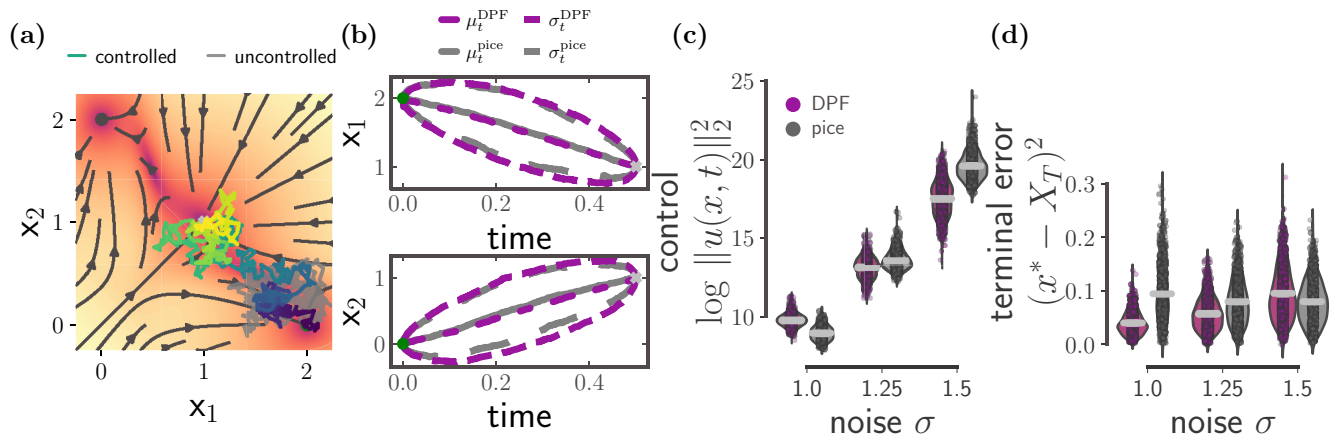 (a)
controlled
uncontrolled
2
1
0
x₂
0
1
2
x₁
(b)
μₜᴰᴾᶠ
σₜᴰᴾᶠ
μₜᵖⁱᶜᵉ
σₜᵖⁱᶜᵉ
2
1
x₁
0.0
0.2
0.4
time
1
0
x₂
0.0
0.2
0.4
time
(c)
DPF
pice
control
log ||u(x, t)||₂²
25
20
15
10
1.0
1.25
1.5
noise σ
(d)
terminal error
(x* − X_T)²
0.3
0.2
0.1
0.0
1.0
1.25
1.5
noise σ